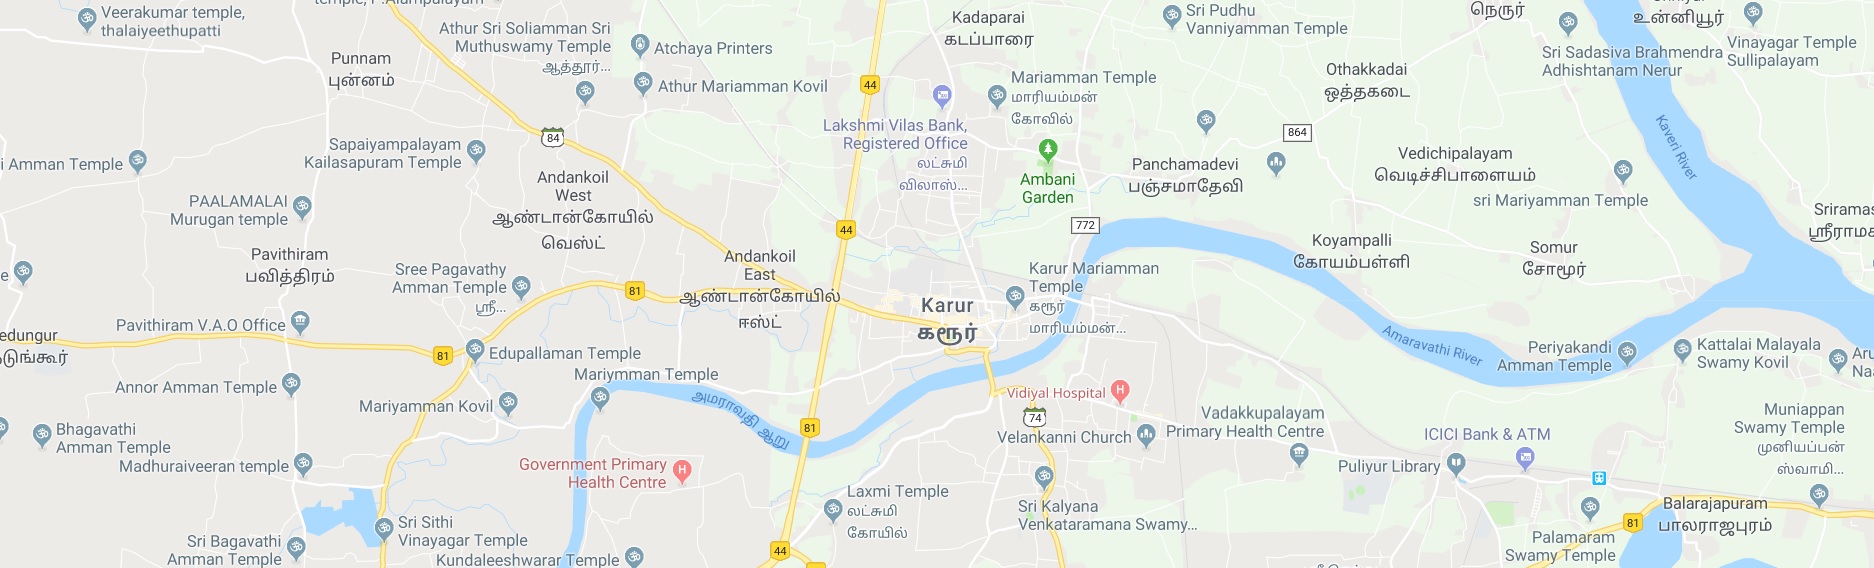 temple, P.Alampalayam
Veerakumar temple,
thalaiyeethupatti
Athur Sri Soliamman Sri
Muthuswamy Temple
ஆத்தூர்...
Atchaya Printers
Athur Mariamman Kovil
Punnam
புன்னம்
44
Kadaparai
கடப்பாரை
Sri Pudhu
Vanniyamman Temple
நெரூர்
உன்னியூர்
Sri Sadasiva Brahmendra
Adhishtanam Nerur
Vinayagar Temple
Sullipalayam
Othakkadai
ஒத்தகடை
Mariamman Temple
மாரியம்மன்
கோவில்
Lakshmi Vilas Bank,
Registered Office
லட்சுமி
விலாஸ்...
84
864
Kaveri River
i Amman Temple
Sapaiyampalayam
Kailasapuram Temple
Andankoil
West
ஆண்டான்கோயில்
வெஸ்ட்
Ambani
Garden
Panchamadevi
பஞ்சமாதேவி
Vedichipalayam
வெடிச்சிபாளையம்
sri Mariyamman Temple
PAALAMALAI
Murugan temple
44
772
Pavithiram
பவித்திரம்
Sree Pagavathy
Amman Temple
ஸ்ரீ...
Andankoil
East
ஆண்டான்கோயில்
ஈஸ்ட்
Koyampalli
கோயம்பள்ளி
Somur
சோமூர்
81
Karur
கரூர்
Karur Mariamman
Temple
கரூர்
மாரியம்மன்...
Pavithiram V.A.O Office
81
Edupallaman Temple
Mariymman Temple
Amaravathi River
Periyakandi
Amman Temple
Kattalai Malayala
Swamy Kovil
Annor Amman Temple
Mariyamman Kovil
அமராவதி ஆறு
81
Vidiyal Hospital
74
Velankanni Church
Vadakkupalayam
Primary Health Centre
ICICI Bank & ATM
Puliyur Library
Muniappan
Swamy Temple
முனியப்பன்
ஸ்வாமி...
Bhagavathi
Amman Temple
Madhuraiveeran temple
Government Primary
Health Centre
Laxmi Temple
லட்சுமி
கோயில்
Sri Kalyana
Venkataramana Swamy...
Balarajapuram
பாலராஜபுரம்
81
Palamaram
Swamy Temple
Sri Sithi
Vinayagar Temple
Sri Bagavathi
Amman Temple
Kundaleeshwarar Temple
44